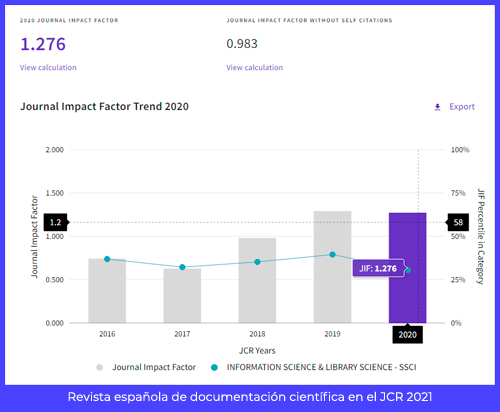 2020 JOURNAL IMPACT FACTOR
JOURNAL IMPACT FACTOR WITHOUT SELF CITATIONS
1.276
0.983
View calculation
View calculation
Journal Impact Factor Trend 2020
Export
2.000
100%
1.500
75%
1.2
58
1.000
50%
JIF: 1.276
0.500
25%
0.000
0%
Journal Impact Factor
JIF Percentile in Category
2016
2017
2018
2019
2020
JCR Years
Journal Impact Factor
INFORMATION SCIENCE & LIBRARY SCIENCE - SSCI
Revista española de documentación científica en el JCR 2021